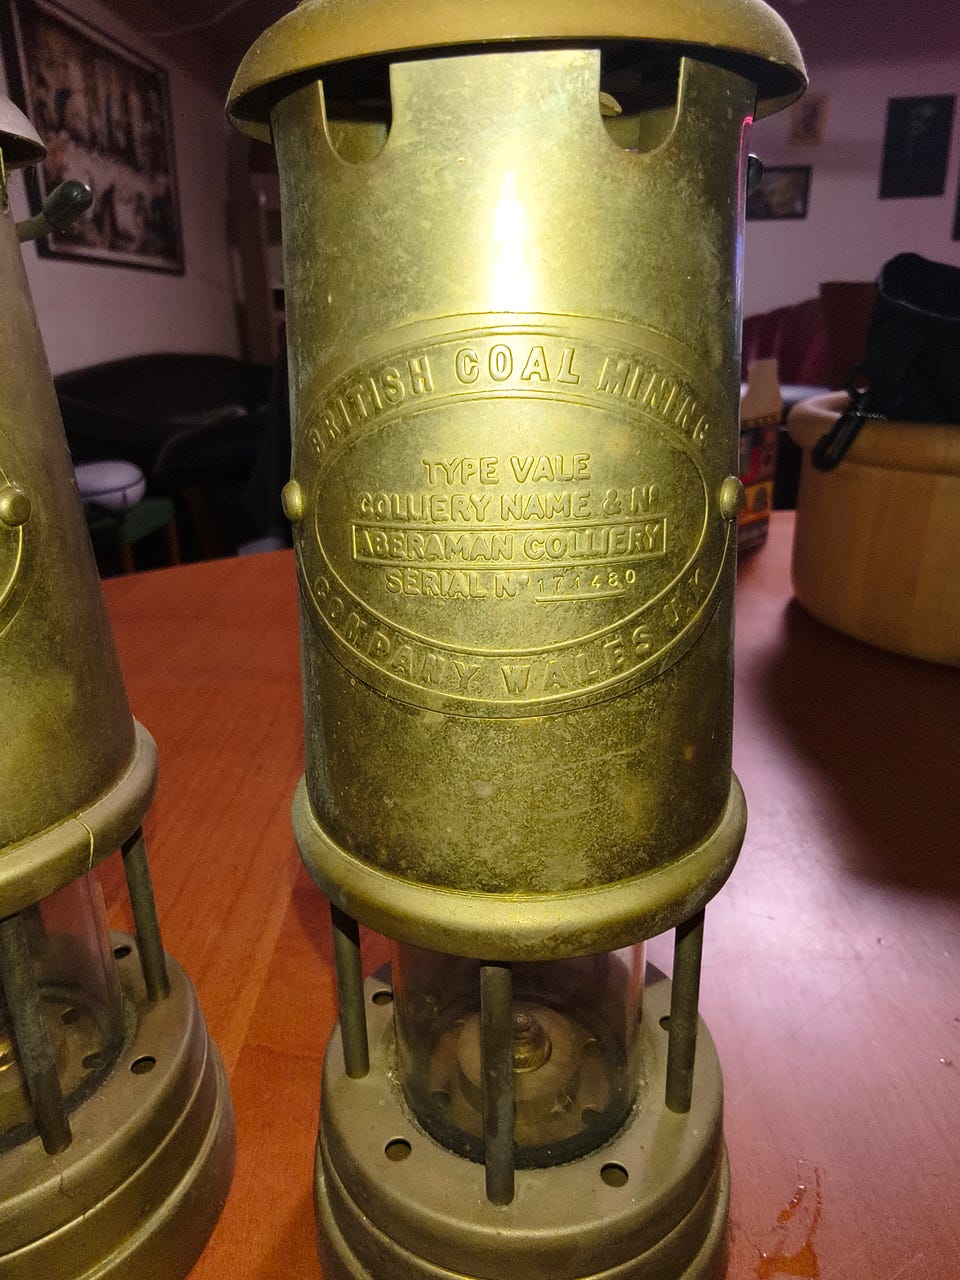 BRITISH COAL MINING
TYPE VALE
COLLIERY NAME & Nº
ABERAMAN COLLIERY
SERIAL Nº 171480
COMPANY WALES U.K